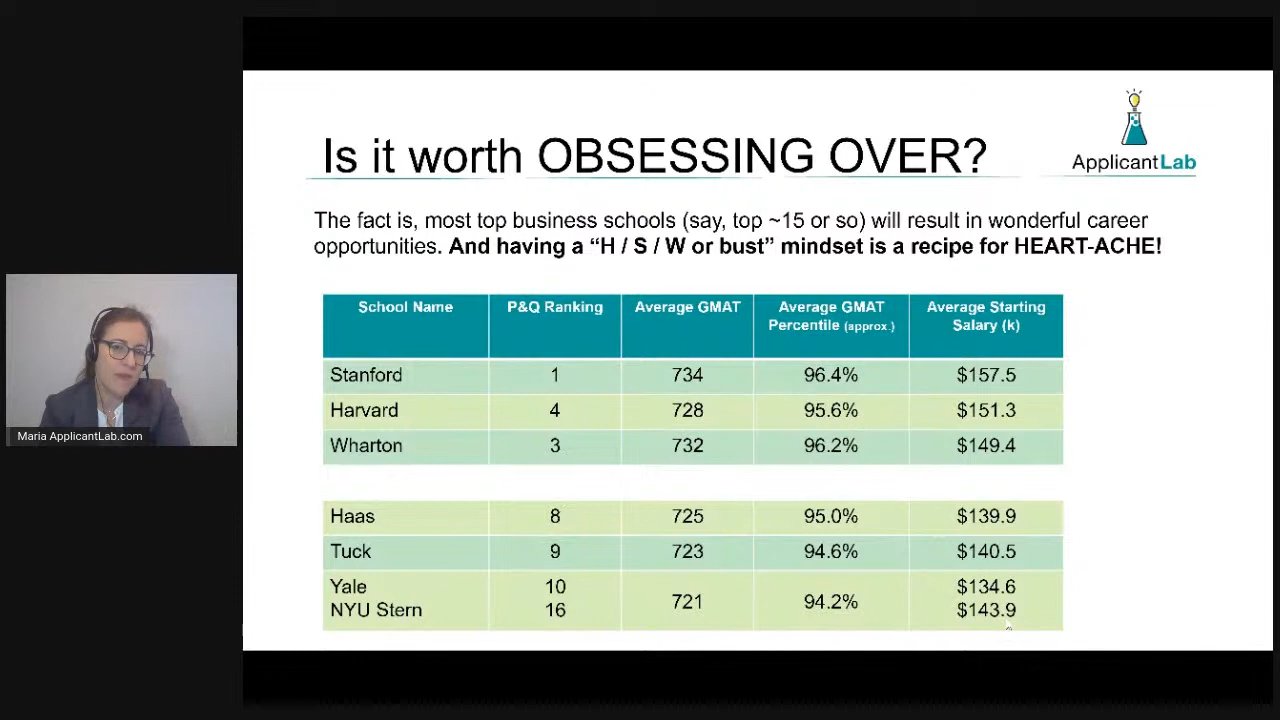 Is it worth OBSESSING OVER?
ApplicantLab
The fact is, most top business schools (say, top ~15 or so) will result in wonderful career
opportunities. And having a “H / S / W or bust” mindset is a recipe for HEART-ACHE!
School Name P&Q Ranking Average GMAT Average GMAT Percentile (approx.) Average Starting Salary (k)
Stanford 1 734 96.4% $157.5
Harvard 4 728 95.6% $151.3
Wharton 3 732 96.2% $149.4
Haas 8 725 95.0% $139.9
Tuck 9 723 94.6% $140.5
Yale 10 721 94.2% $134.6
NYU Stern 16 $143.9
Maria ApplicantLab.com